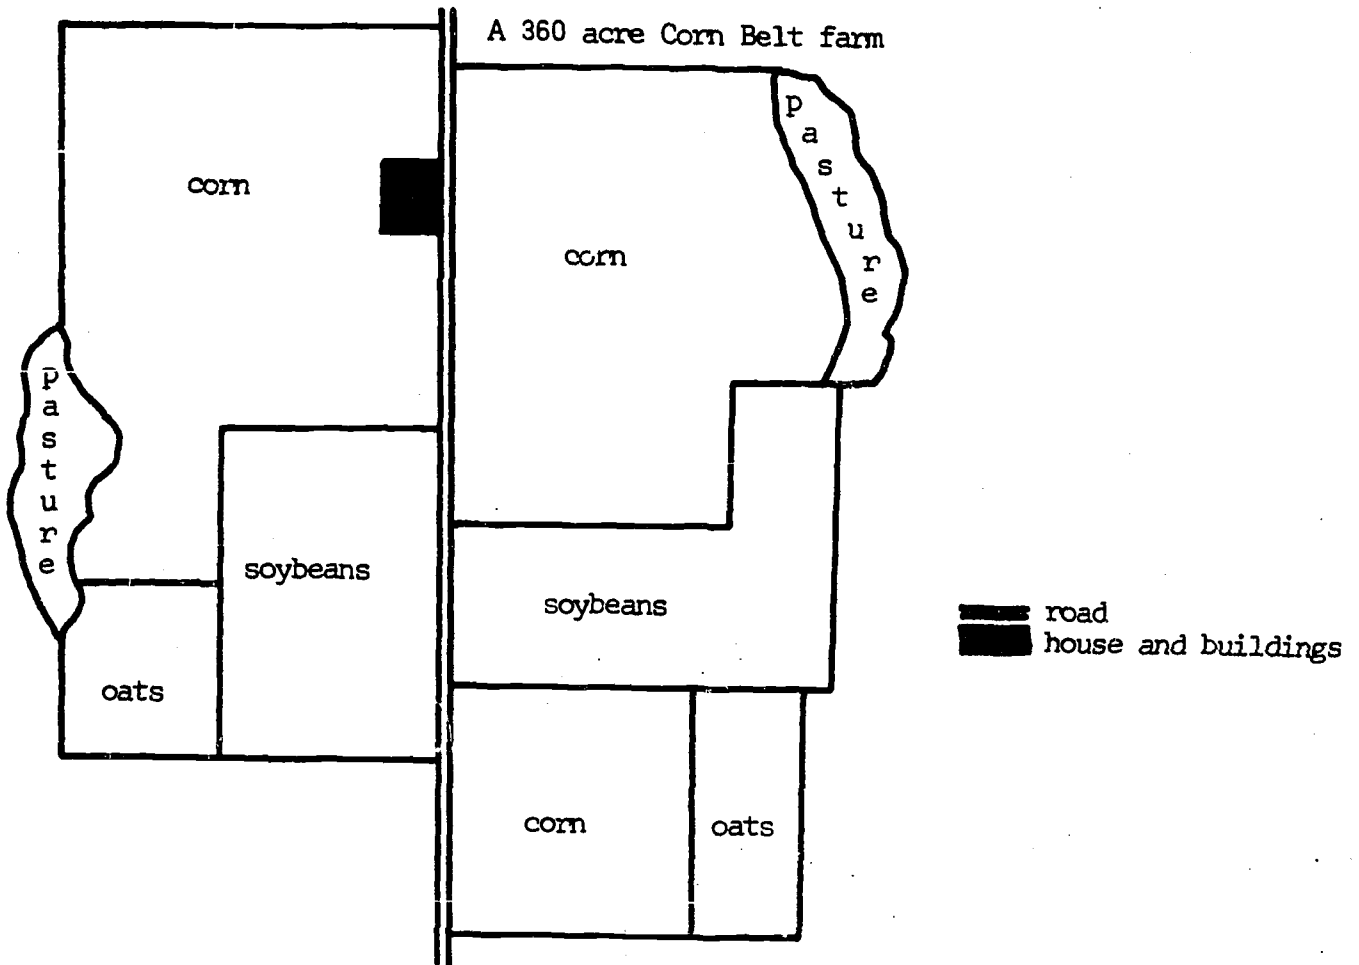 A 360 acre Corn Belt farm
corn
corn
pasture
pasture
soybeans
soybeans
oats
corn
oats
road
house and buildings